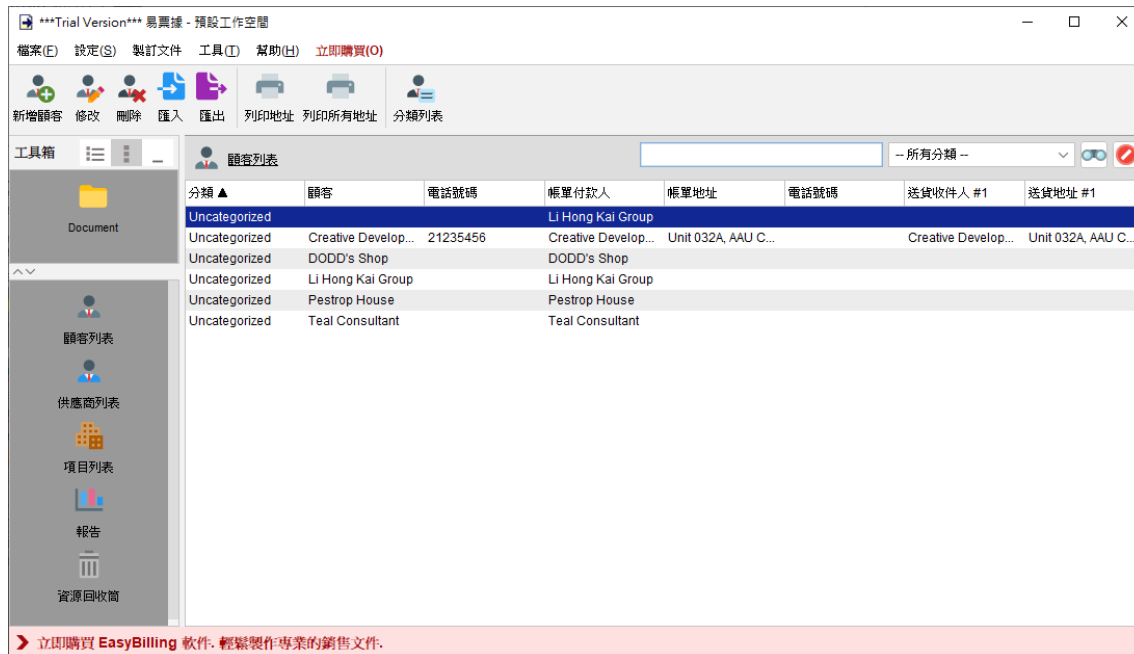 ***Trial Version*** 易票據 - 預設工作空間
檔案(F) 設定(S) 製訂文件 工具(T) 幫助(H) 立即購買(O)
新增顧客 修改 刪除 匯入 匯出 列印地址 列印所有地址 分類列表
工具箱
Document
顧客列表
供應商列表
項目列表
報告
資源回收筒
顧客列表 -- 所有分類 --
分類 ▲ 顧客 電話號碼 帳單付款人 帳單地址 電話號碼 送貨收件人 #1 送貨地址 #1
Uncategorized Li Hong Kai Group
Uncategorized Creative Develop... 21235456 Creative Develop... Unit 032A, AAU C... Creative Develop... Unit 032A, AAU C...
Uncategorized DODD's Shop DODD's Shop
Uncategorized Li Hong Kai Group Li Hong Kai Group
Uncategorized Pestrop House Pestrop House
Uncategorized Teal Consultant Teal Consultant
立即購買 EasyBilling 軟件. 輕鬆製作專業的銷售文件.